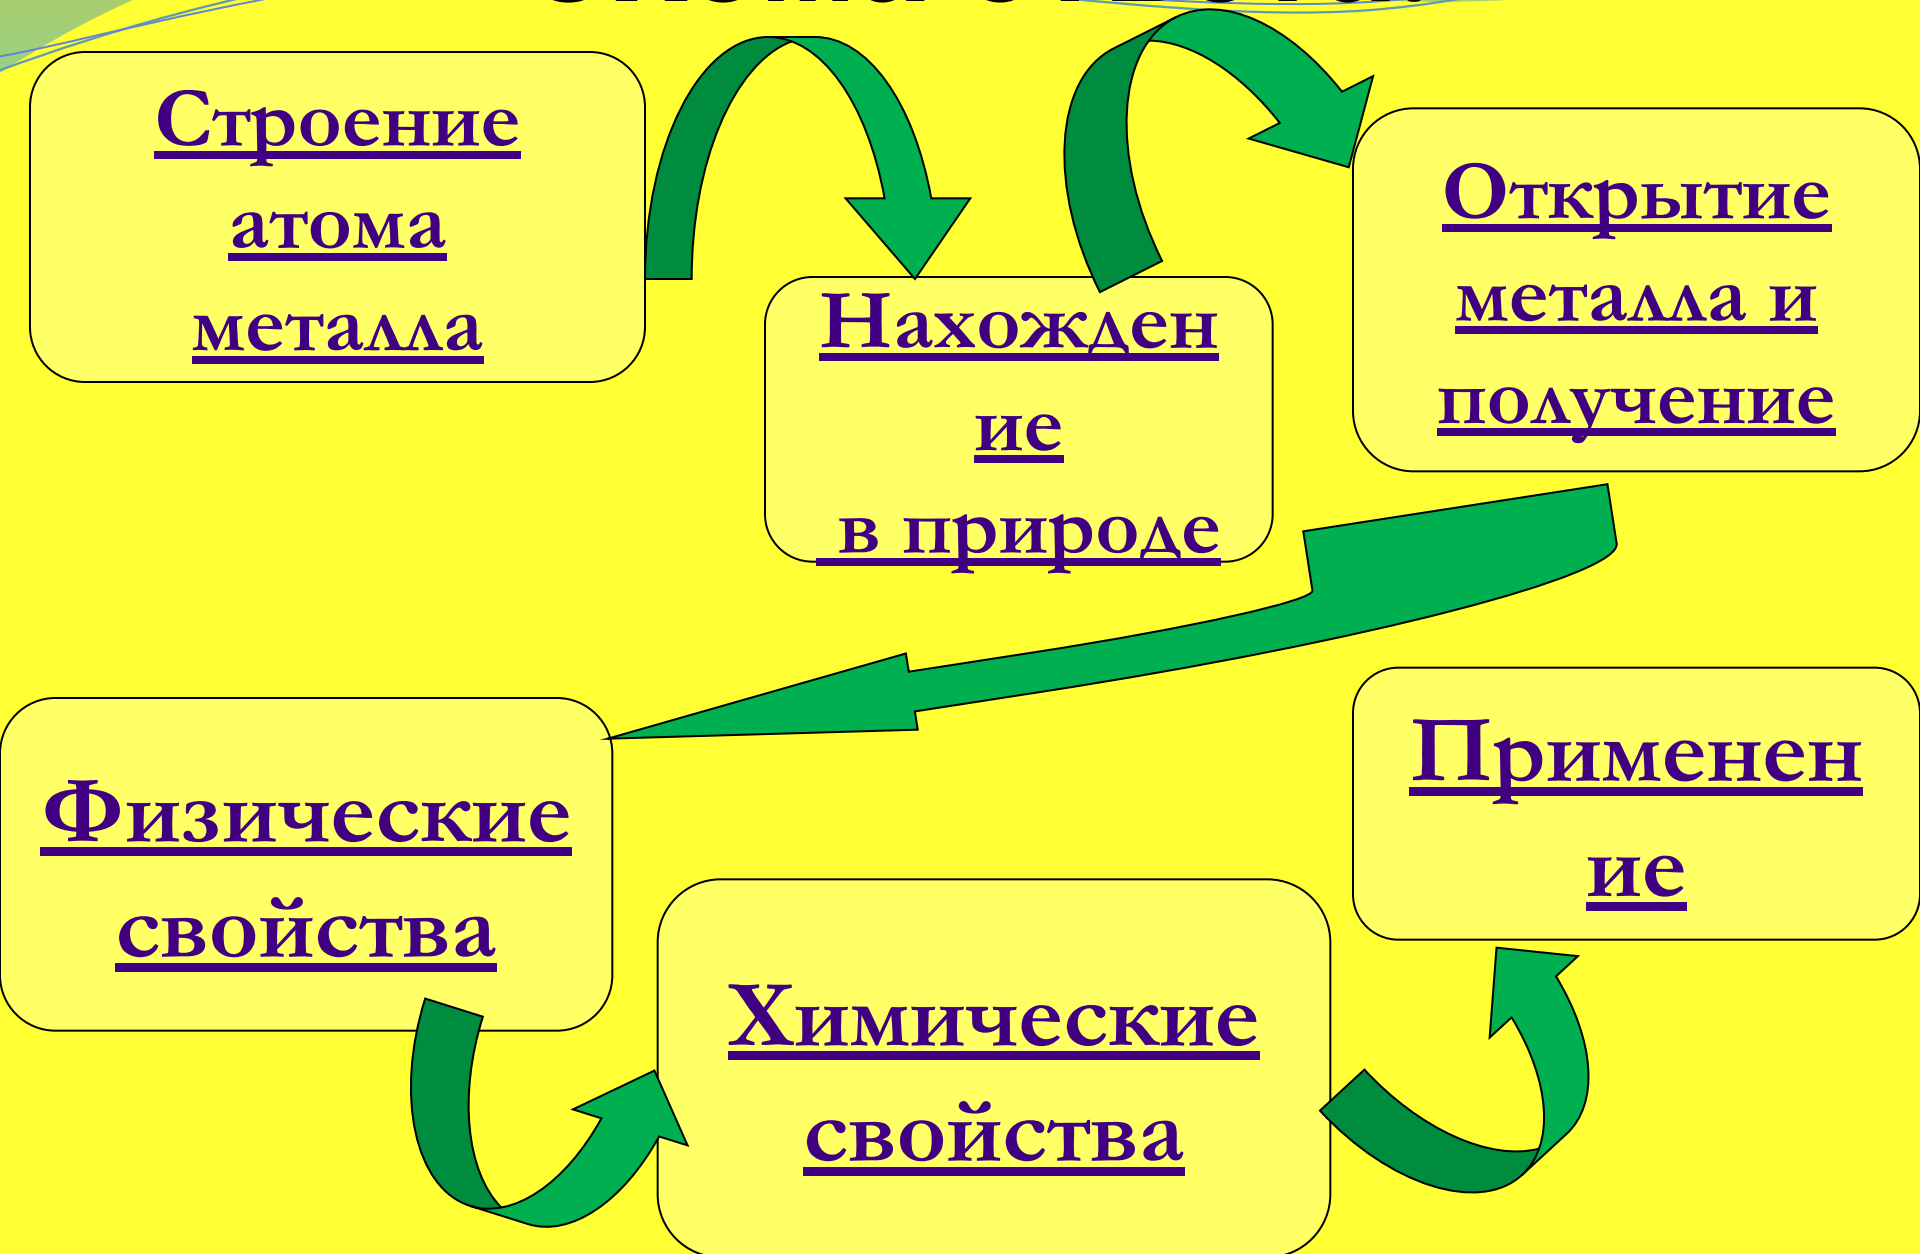 Строение
атома
металла
Нахожден
ие
в природе
Открытие
металла и
получение
Физические
свойства
Химические
свойства
Применен
ие